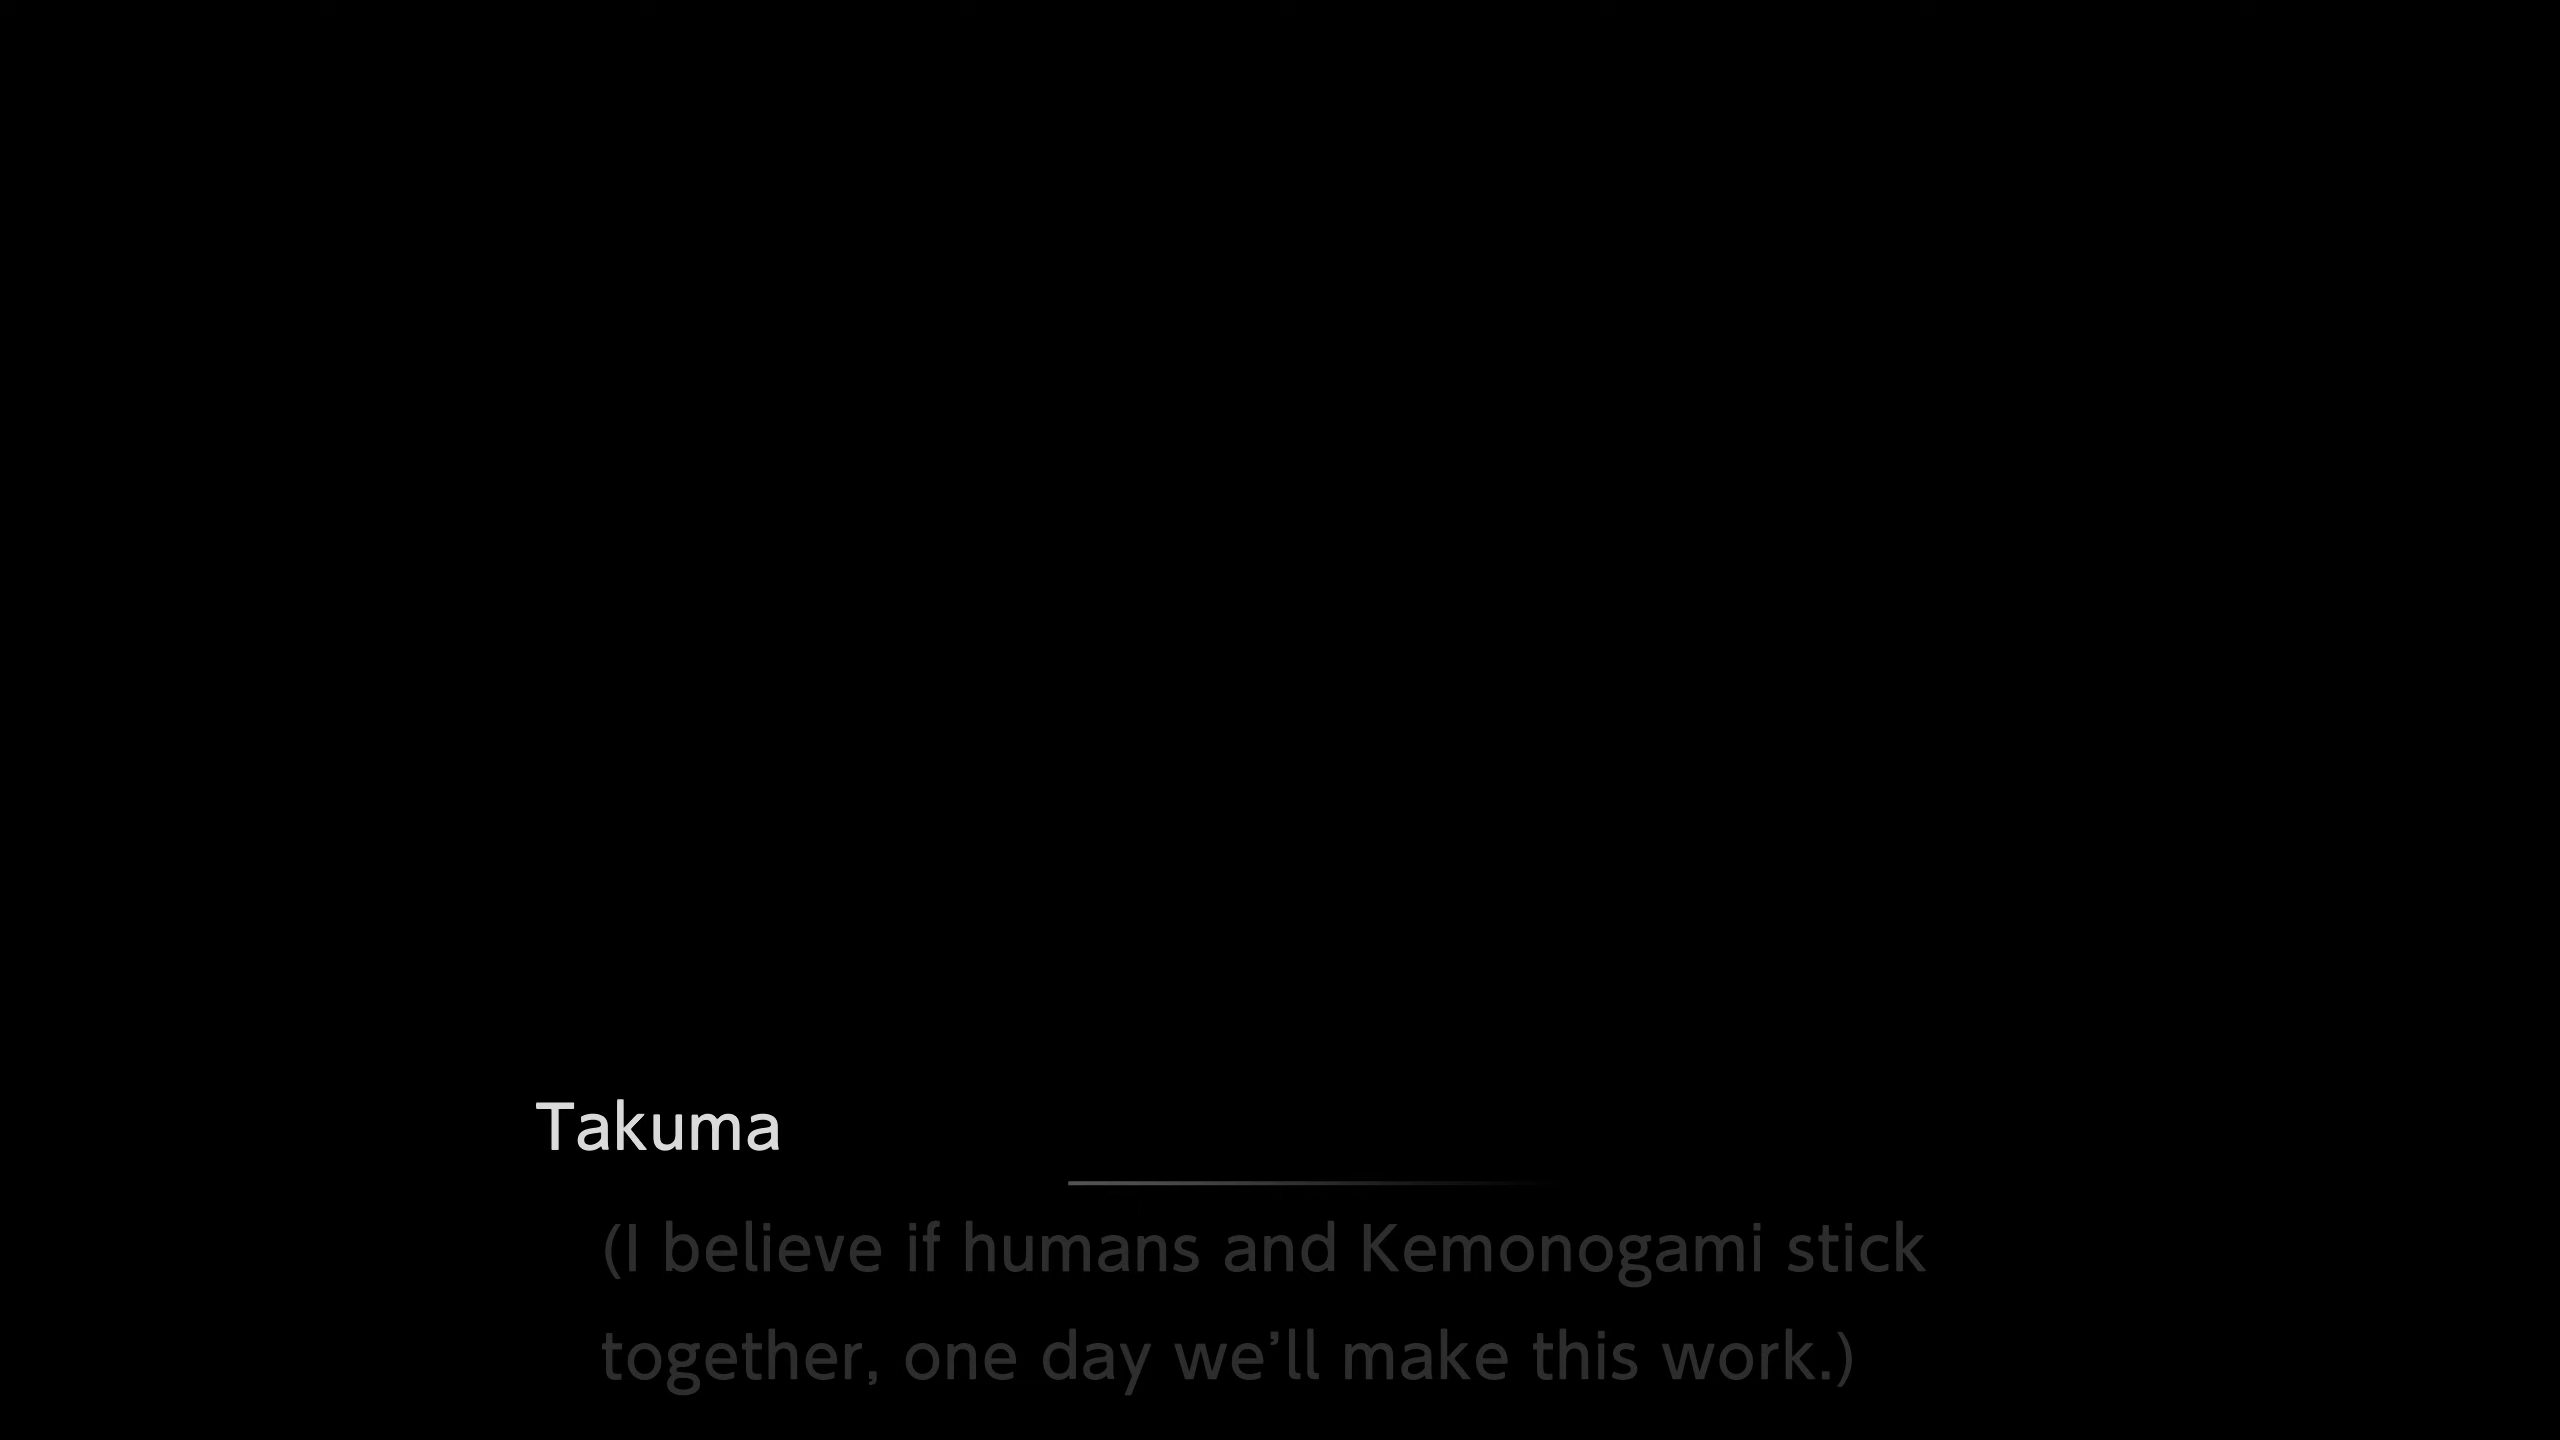 Takuma
(I believe if humans and Kemonogami stick
together, one day we’ll make this work.)